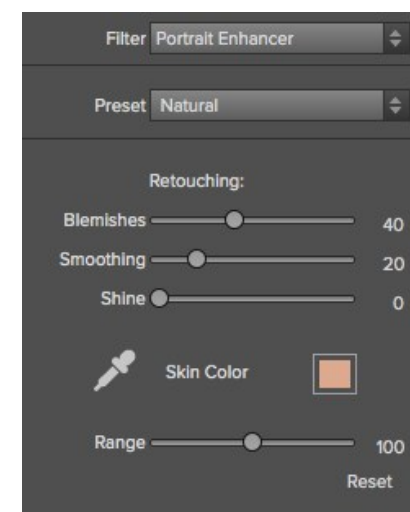 Filter Portrait Enhancer
Preset Natural
Retouching:
Blemishes 40
Smoothing 20
Shine 0
Skin Color
Range 100
Reset